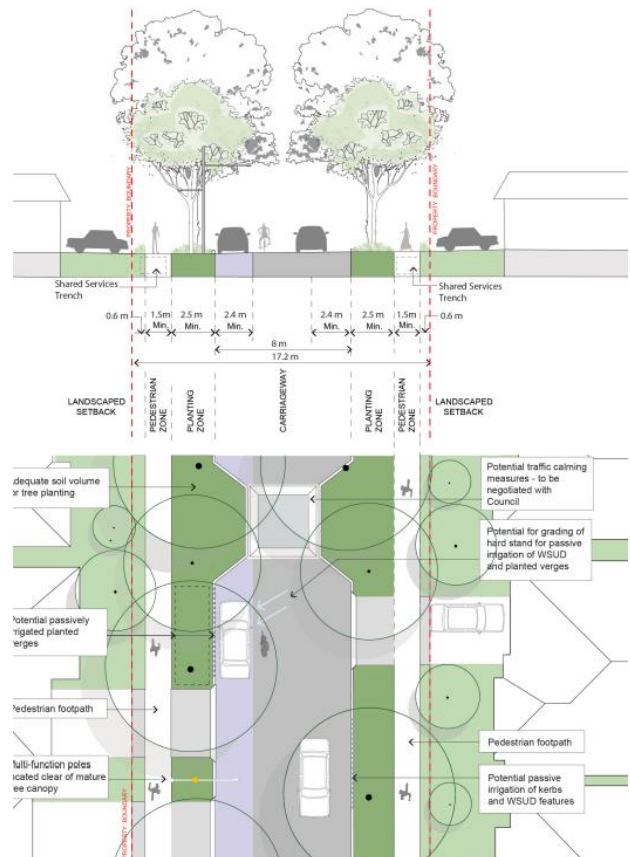 PROPERTY BOUNDARY
PROPERTY BOUNDARY
Shared Services
Trench
Shared Services
Trench
0.6 m
1.5m
Min.
2.5 m
Min.
2.4 m
Min.
2.4 m
Min.
2.5 m
Min.
1.5m
Min.
0.6 m
8 m
17.2 m
LANDSCAPED
SETBACK
PEDESTRIAN
ZONE
PLANTING
ZONE
CARRIAGEWAY
PLANTING
ZONE
PEDESTRIAN
ZONE
LANDSCAPED
SETBACK
adequate soil volume
or tree planting
Potential traffic calming
measures - to be
negotiated with
Council
Potential for grading of
hard stand for passive
irrigation of WSUD
and planted verges
Potential passively
irrigated planted
verges
Pedestrian footpath
Pedestrian footpath
Multi-function poles
ocated clear of mature
ree canopy
Potential passive
irrigation of kerbs
and WSUD features
PROPERTY BOUNDARY